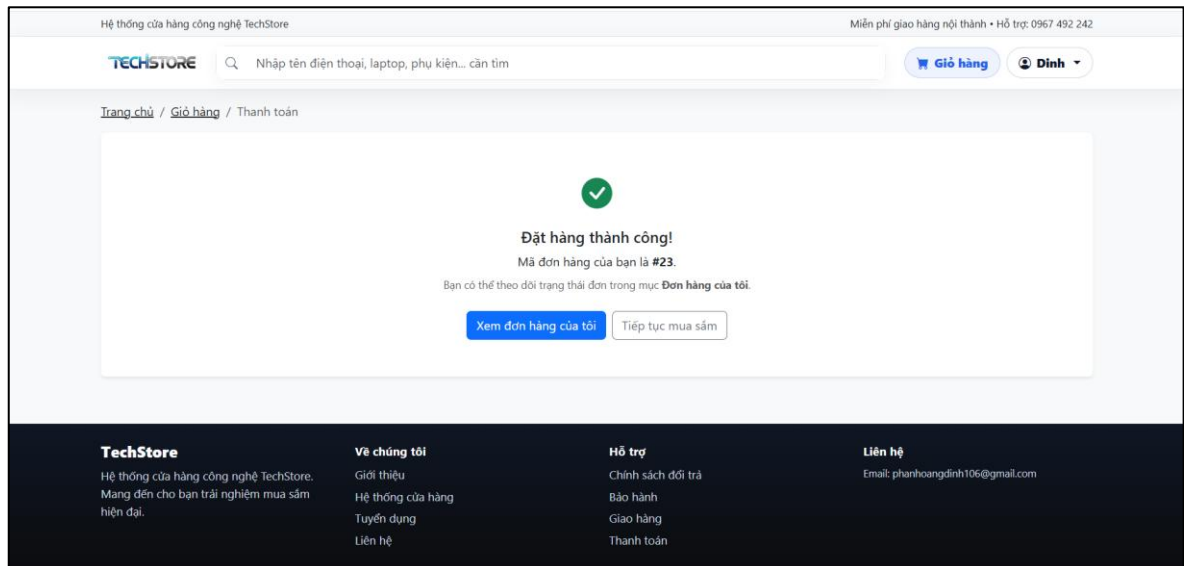 Hệ thống cửa hàng công nghệ TechStore
Miễn phí giao hàng nội thành • Hỗ trợ: 0967 492 242
TECHSTORE
Nhập tên điện thoại, laptop, phụ kiện... cần tìm
Giỏ hàng
Dinh
Trang chủ / Giỏ hàng / Thanh toán
Đặt hàng thành công!
Mã đơn hàng của bạn là #23.
Bạn có thể theo dõi trạng thái đơn trong mục Đơn hàng của tôi.
Xem đơn hàng của tôi
Tiếp tục mua sắm
TechStore
Hệ thống cửa hàng công nghệ TechStore.
Mang đến cho bạn trải nghiệm mua sắm
hiện đại.
Về chúng tôi
Giới thiệu
Hệ thống cửa hàng
Tuyển dụng
Liên hệ
Hỗ trợ
Chính sách đổi trả
Bảo hành
Giao hàng
Thanh toán
Liên hệ
Email: phanhoangdinh106@gmail.com